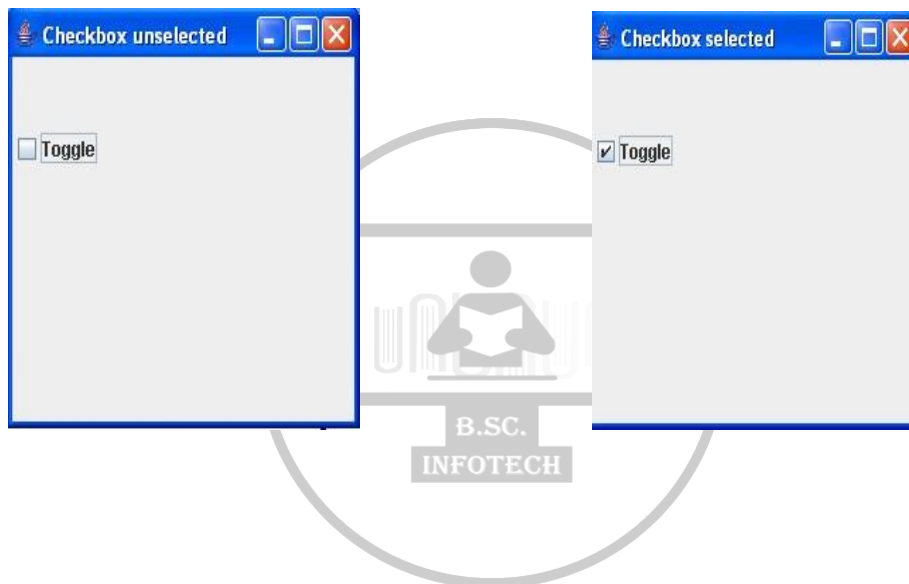 Checkbox unselected
Toggle
Checkbox selected
Toggle
B.SC.
INFOTECH